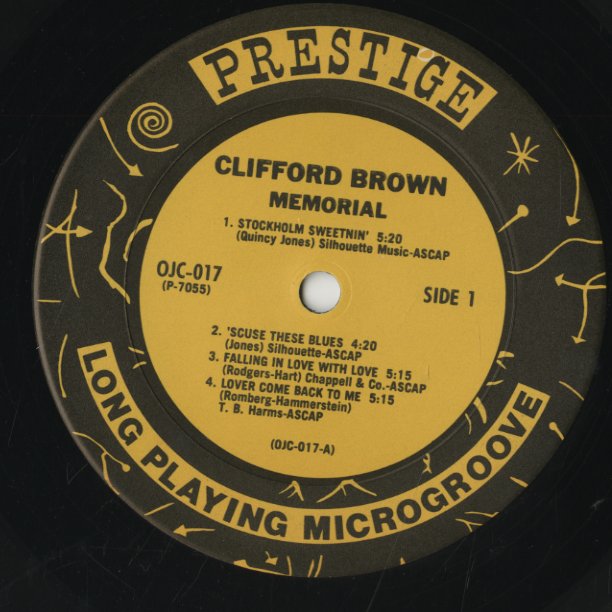 PRESTIGE
CLIFFORD BROWN
MEMORIAL
1. STOCKHOLM SWEETNIN' 5:20
(Quincy Jones) Silhouette Music-ASCAP
OJC-017
(P-7055)
SIDE 1
2. 'SCUSE THESE BLUES 4:20
(Jones) Silhouette-ASCAP
3. FALLING IN LOVE WITH LOVE 5:15
(Rodgers-Hart) Chappell & Co.-ASCAP
4. LOVER COME BACK TO ME 5:15
(Romberg-Hammerstein)
T. B. Harms-ASCAP
(OJC-017-A)
LONG PLAYING MICROGROOVE